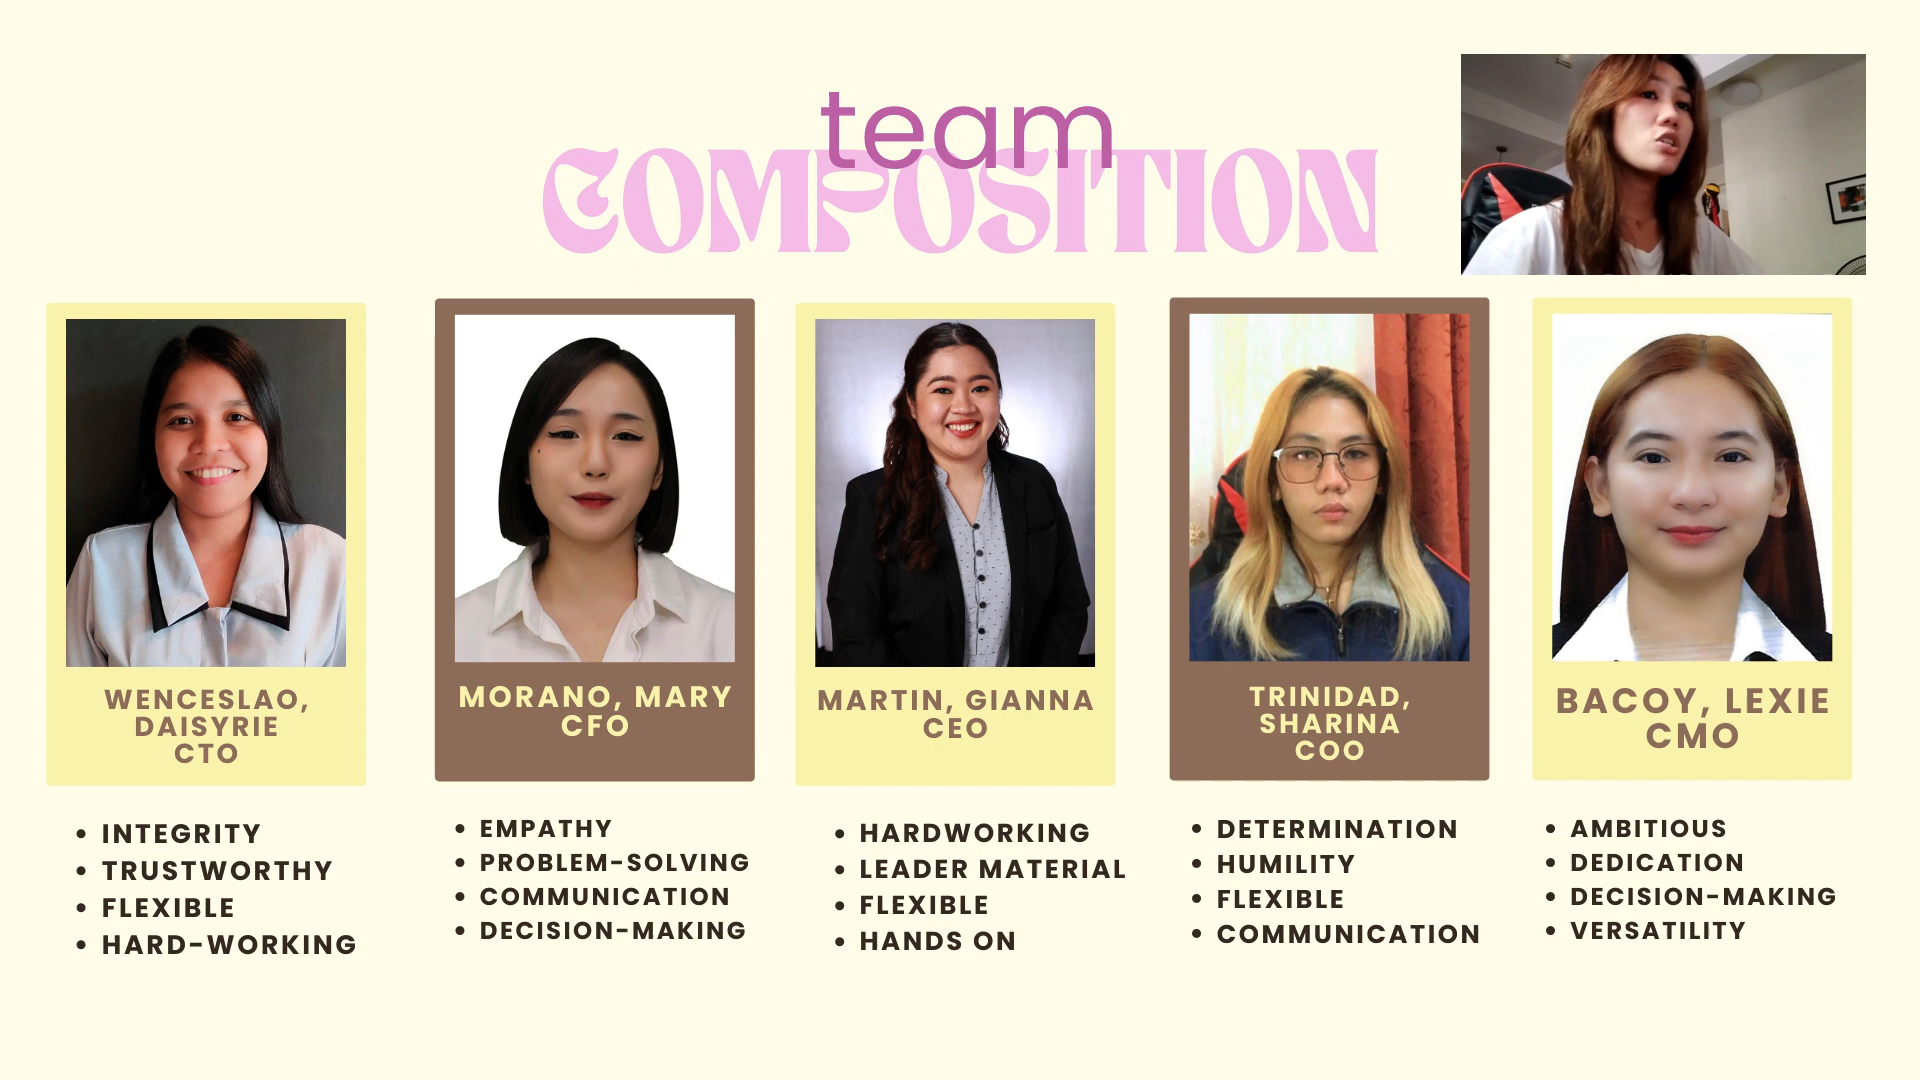 team
COMPOSITION
WENCESLAO,
DAISYRIE
CTO
MORANO, MARY
CFO
MARTIN, GIANNA
CEO
TRINIDAD,
SHARINA
COO
BACOY, LEXIE
CMO
• INTEGRITY
• TRUSTWORTHY
• FLEXIBLE
• HARD-WORKING
• EMPATHY
• PROBLEM-SOLVING
• COMMUNICATION
• DECISION-MAKING
• HARDWORKING
• LEADER MATERIAL
• FLEXIBLE
• HANDS ON
• DETERMINATION
• HUMILITY
• FLEXIBLE
• COMMUNICATION
• AMBITIOUS
• DEDICATION
• DECISION-MAKING
• VERSATILITY